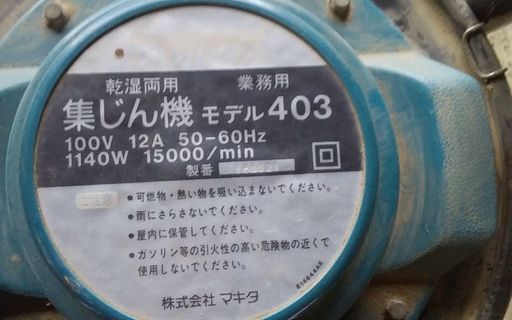 乾湿両用 業務用
集じん機 モデル403
100V 12A 50-60Hz
1140W 15000/min
製番
ご注意
・可燃物・熱い物を吸い込まないでください。
・雨にさらさないでください。
・屋内に保管してください。
・ガソリン等の引火性の高い危険物の近くで
使用しないでください。
株式会社 マキタ